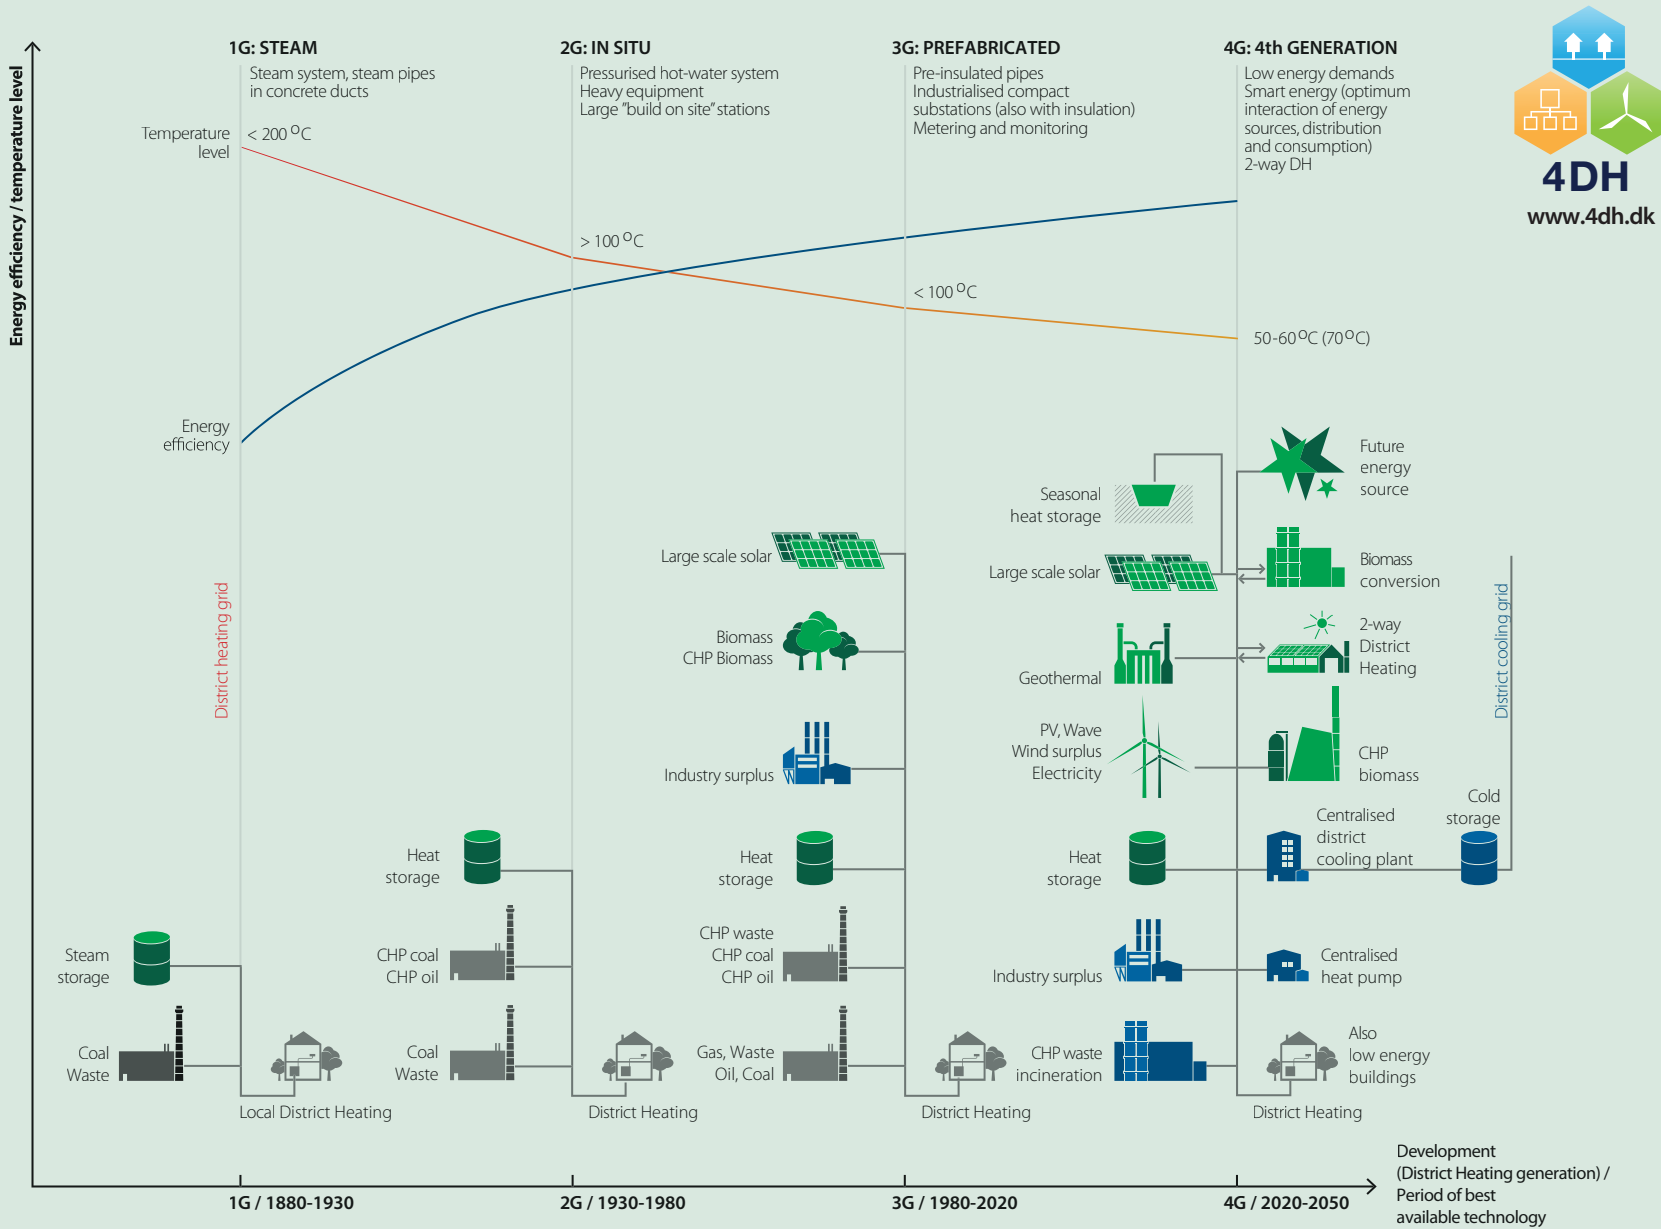 Energy efficiency / temperature level
1G: STEAM
Steam system, steam pipes
in concrete ducts
2G: IN SITU
Pressurised hot-water system
Heavy equipment
Large "build on site" stations
3G: PREFABRICATED
Pre-insulated pipes
Industrialised compact
substations (also with insulation)
Metering and monitoring
4G: 4th GENERATION
Low energy demands
Smart energy (optimum
interaction of energy
sources, distribution
and consumption)
2-way DH
4DH
www.4dh.dk
Temperature
level
< 200 °C
> 100 °C
< 100 °C
50-60 °C (70 °C)
Energy
efficiency
District heating grid
Steam
storage
Coal
Waste
Local District Heating
Heat
storage
CHP coal
CHP oil
Coal
Waste
District Heating
Large scale solar
Biomass
CHP Biomass
Industry surplus
Heat
storage
CHP waste
CHP coal
CHP oil
Gas, Waste
Oil, Coal
District Heating
Seasonal
heat storage
Large scale solar
Geothermal
PV, Wave
Wind surplus
Electricity
Heat
storage
Industry surplus
CHP waste
incineration
Future
energy
source
Biomass
conversion
2-way
District
Heating
CHP
biomass
Centralised
district
cooling plant
Cold
storage
District cooling grid
Centralised
heat pump
Also
low energy
buildings
District Heating
1G / 1880-1930
2G / 1930-1980
3G / 1980-2020
4G / 2020-2050
Development
(District Heating generation) /
Period of best
available technology